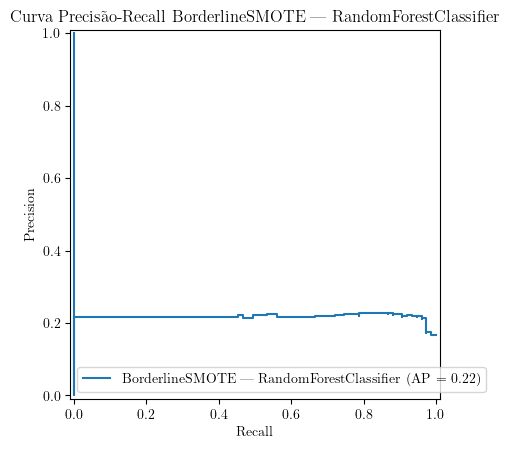 Curva Precisão-Recall BorderlineSMOTE — RandomForestClassifier
1.0
0.8
0.6
0.4
0.2
0.0
Precision
BorderlineSMOTE — RandomForestClassifier (AP = 0.22)
0.0 0.2 0.4 0.6 0.8 1.0
Recall